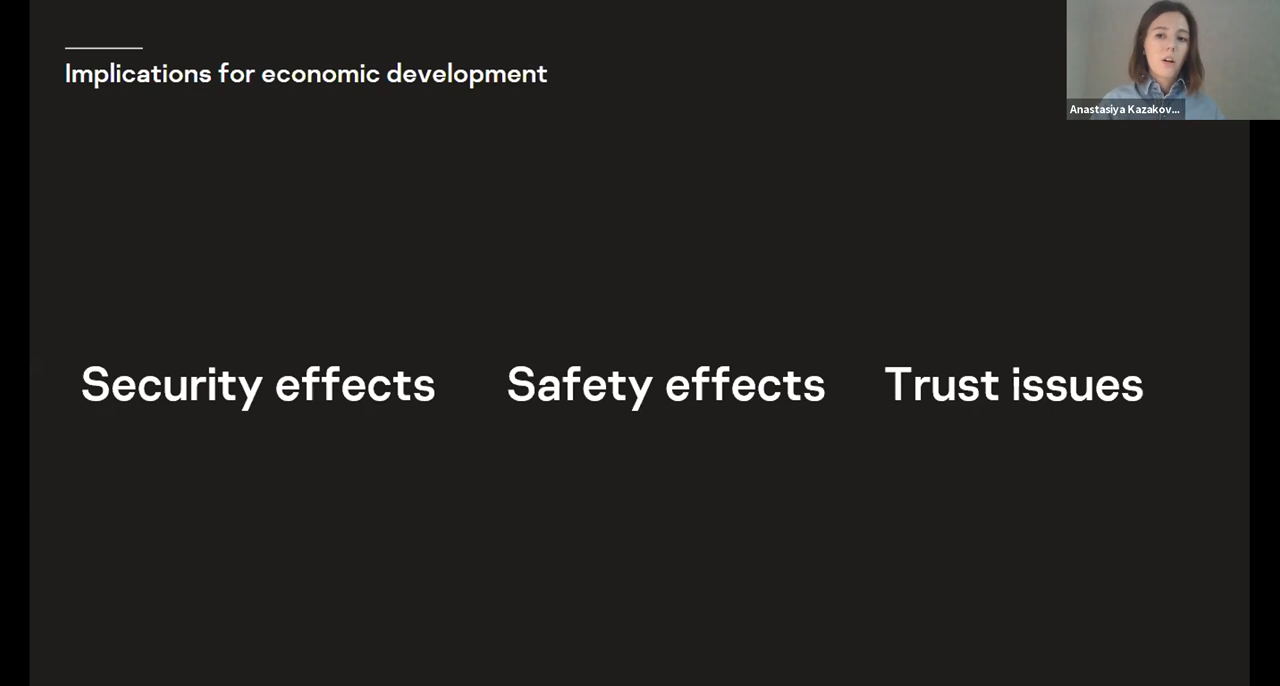 Implications for economic development
Anastasiya Kazakov...
Security effects Safety effects Trust issues